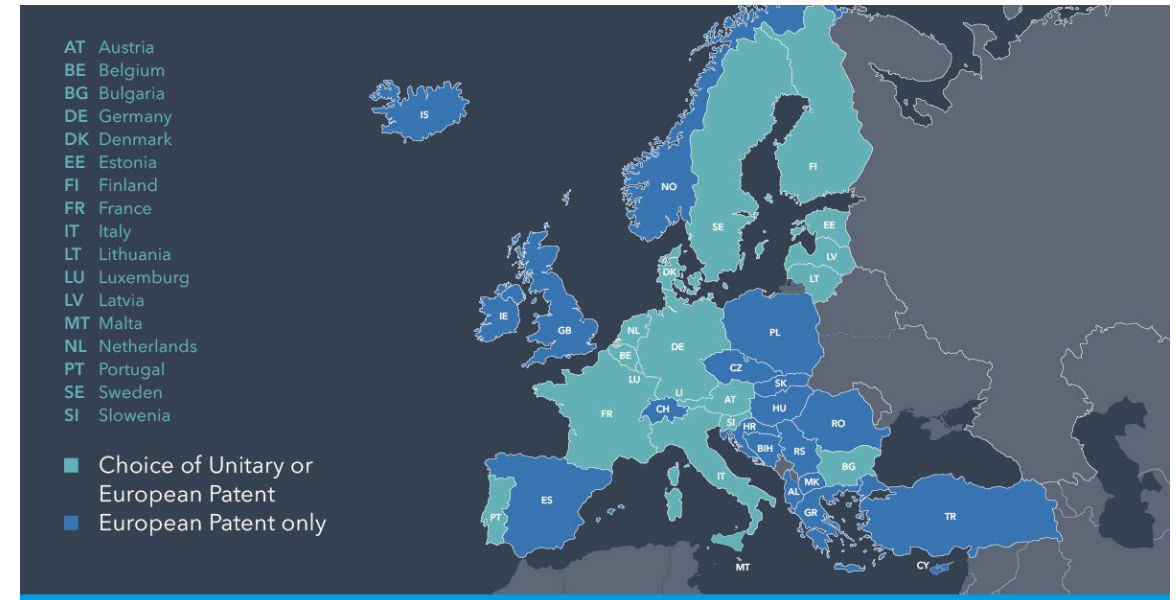 AT Austria
BE Belgium
BG Bulgaria
DE Germany
DK Denmark
EE Estonia
FI Finland
FR France
IT Italy
LT Lithuania
LU Luxemburg
LV Latvia
MT Malta
NL Netherlands
PT Portugal
SE Sweden
SI Slowenia
Choice of Unitary or
European Patent
European Patent only
IS
NO
FI
SE
EE
LV
LT
DK
IE
GB
NL
BE
LU
DE
LI
PL
CZ
SK
AT
CH
HU
RO
FR
SI
HR
BIH
RS
BG
IT
MK
AL
GR
PT
ES
TR
MT
CY